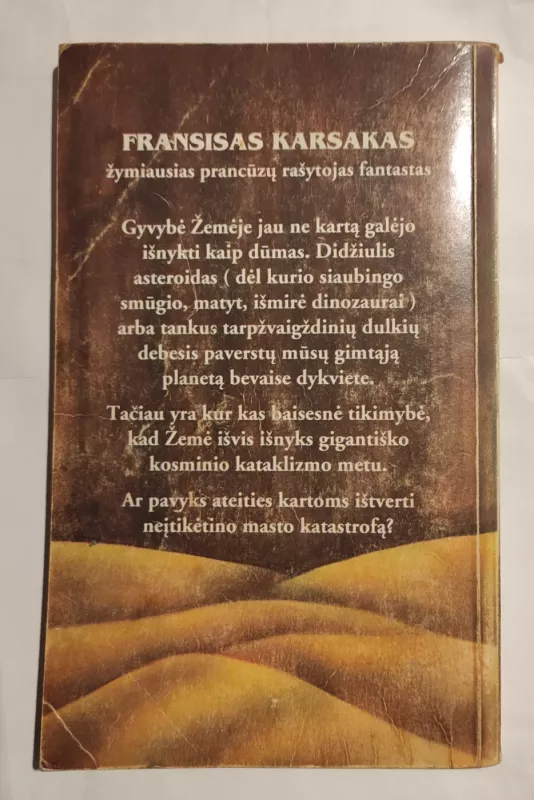 FRANSISAS KARSAKAS
žymiausias prancūzų rašytojas fantastas
Gyvybė Žemėje jau ne kartą galėjo
išnykti kaip dūmas. Didžiulis
asteroidas ( dėl kurio siaubingo
smūgio, matyt, išmirė dinozaurai )
arba tankus tarpžvaigždinių dulkių
debesis paverstų mūsų gimtąją
planetą bevaise dykviete.
Tačiau yra kur kas baisesnė tikimybė,
kad Žemė išvis išnyks gigantiško
kosminio kataklizmo metu.
Ar pavyks ateities kartoms ištverti
neįtikėtino masto katastrofą?